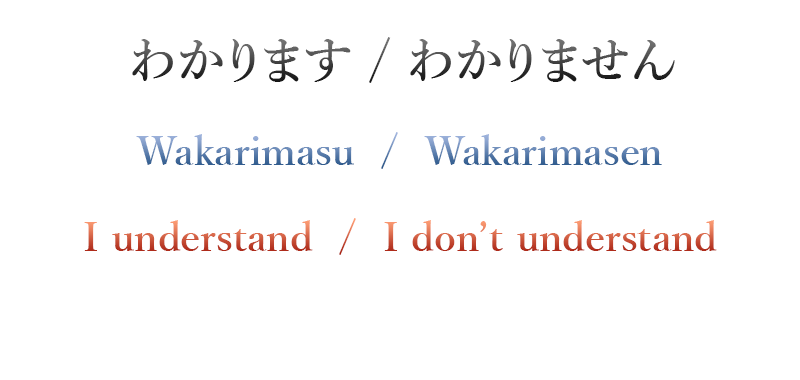 わかります / わかりません
Wakarimasu / Wakarimasen
I understand / I don’t understand